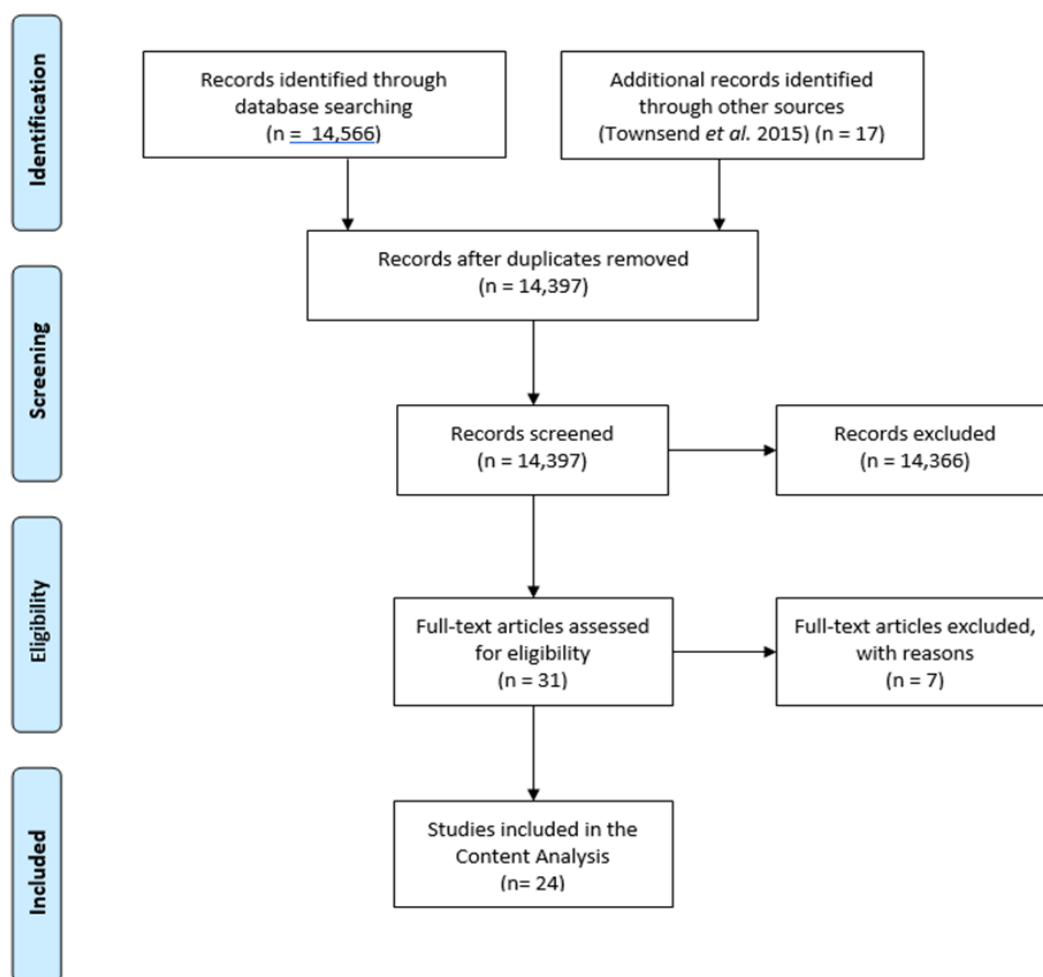 Identification
Records identified through
database searching
(n = 14,566)
Additional records identified
through other sources
(Townsend et al. 2015) (n = 17)
Records after duplicates removed
(n = 14,397)
Screening
Records screened
(n = 14,397)
Records excluded
(n = 14,366)
Eligibility
Full-text articles assessed
for eligibility
(n = 31)
Full-text articles excluded,
with reasons
(n = 7)
Included
Studies included in the
Content Analysis
(n= 24)